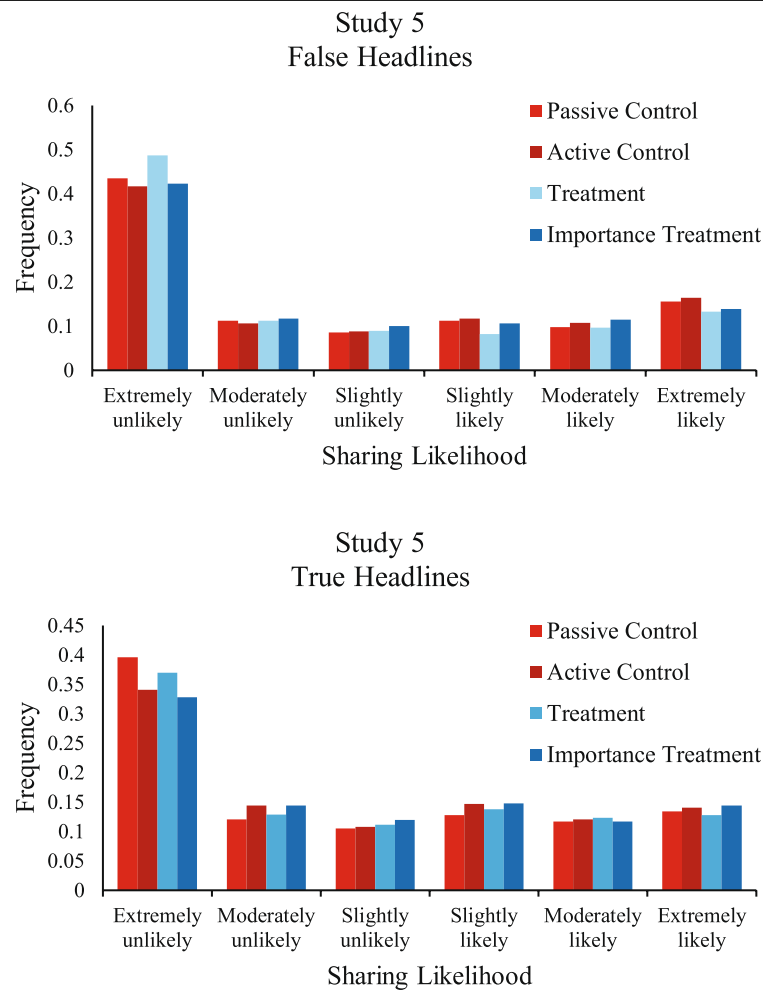 Study 5
False Headlines
0.6
0.5
0.4
0.3
0.2
0.1
0
Frequency
Passive Control
Active Control
Treatment
Importance Treatment
Extremely unlikely
Moderately unlikely
Slightly unlikely
Slightly likely
Moderately likely
Extremely likely
Sharing Likelihood
Study 5
True Headlines
0.45
0.4
0.35
0.3
0.25
0.2
0.15
0.1
0.05
0
Frequency
Passive Control
Active Control
Treatment
Importance Treatment
Extremely unlikely
Moderately unlikely
Slightly unlikely
Slightly likely
Moderately likely
Extremely likely
Sharing Likelihood